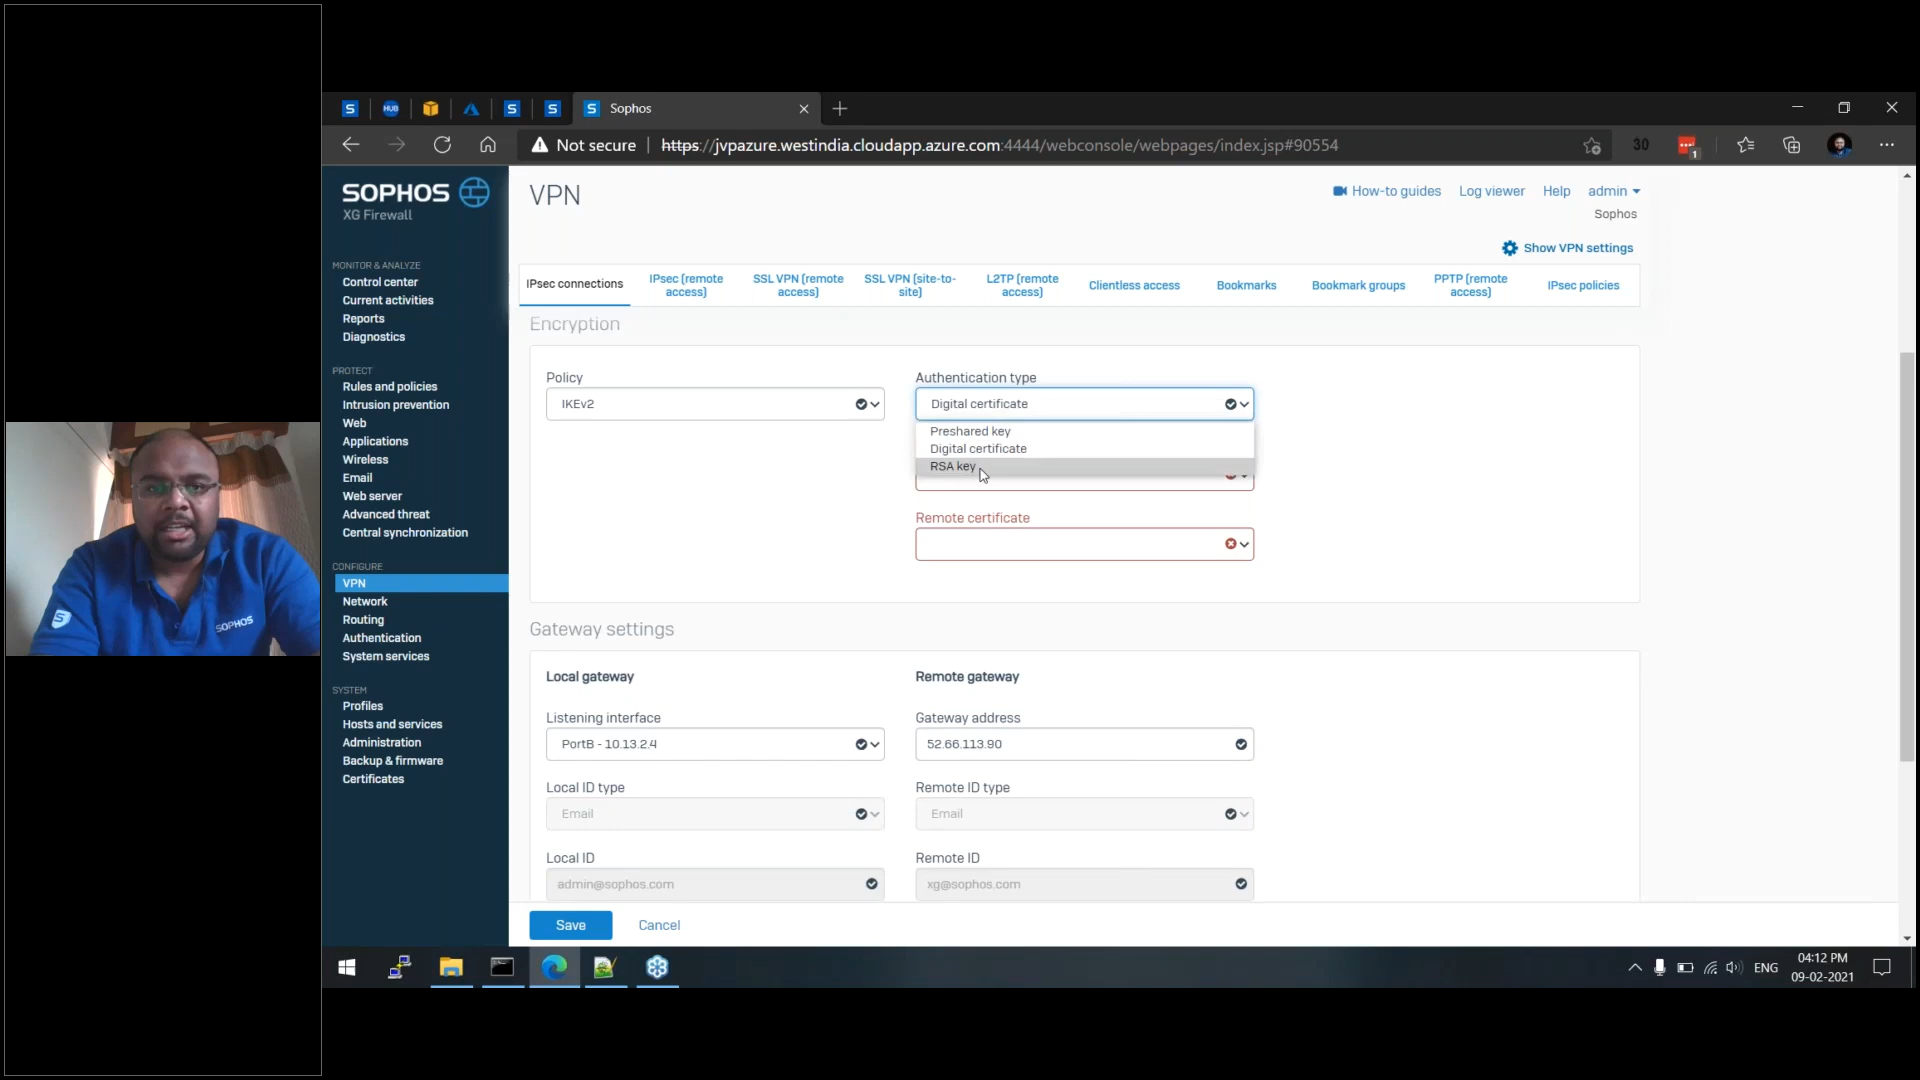 S
HUB
S
S
S
Sophos
Not secure
https://jvpazure.westindia.cloudapp.azure.com:4444/webconsole/webpages/index.jsp#90554
30
1
SOPHOS
XG Firewall
MONITOR & ANALYZE
Control center
Current activities
Reports
Diagnostics
PROTECT
Rules and policies
Intrusion prevention
Web
Applications
Wireless
Email
Web server
Advanced threat
Central synchronization
CONFIGURE
VPN
Network
Routing
Authentication
System services
SYSTEM
Profiles
Hosts and services
Administration
Backup & firmware
Certificates
VPN
How-to guides
Log viewer
Help
admin
Sophos
Show VPN settings
IPsec connections
IPsec (remote
access)
SSL VPN (remote
access)
SSL VPN (site-to-
site)
L2TP (remote
access)
Clientless access
Bookmarks
Bookmark groups
PPTP (remote
access)
IPsec policies
Encryption
Policy
IKEv2
Authentication type
Digital certificate
Preshared key
Digital certificate
RSA key
Remote certificate
Gateway settings
Local gateway
Remote gateway
Listening interface
PortB - 10.13.2.4
Gateway address
52.66.113.90
Local ID type
Email
Remote ID type
Email
Local ID
admin@sophos.com
Remote ID
xg@sophos.com
Save
Cancel
ENG
04:12 PM
09-02-2021
S
SOPHOS